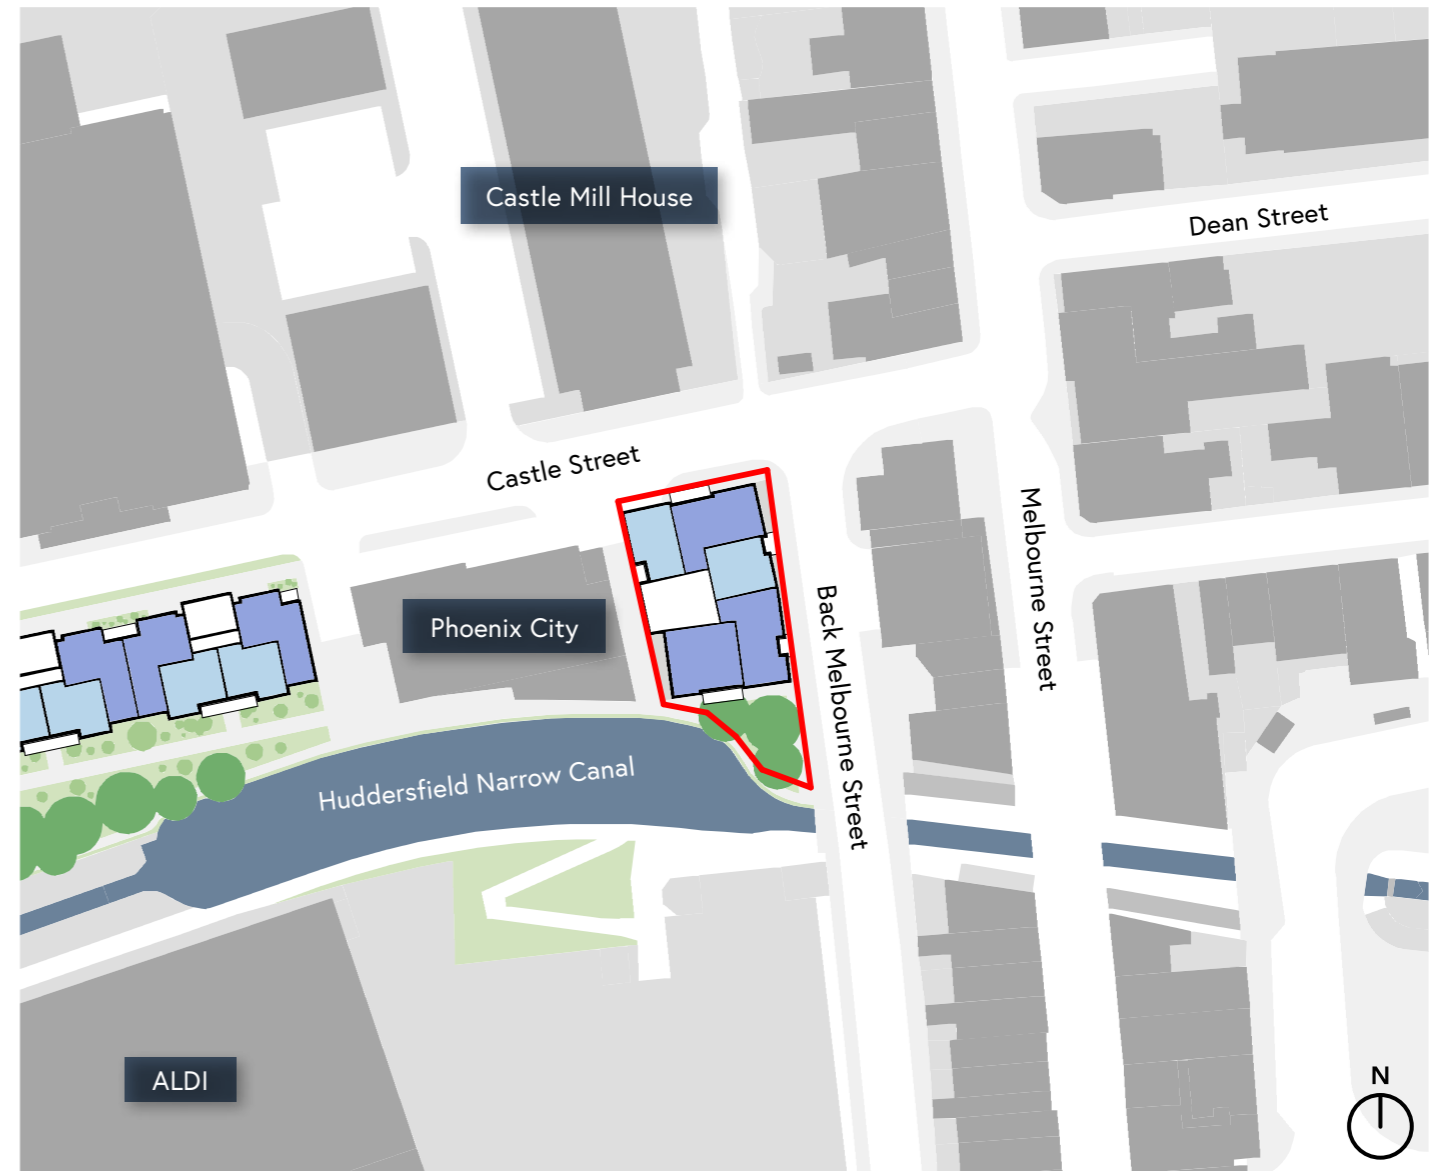 Castle Mill House
Dean Street
Castle Street
Melbourne Street
Back Melbourne Street
Phoenix City
Huddersfield Narrow Canal
ALDI
N